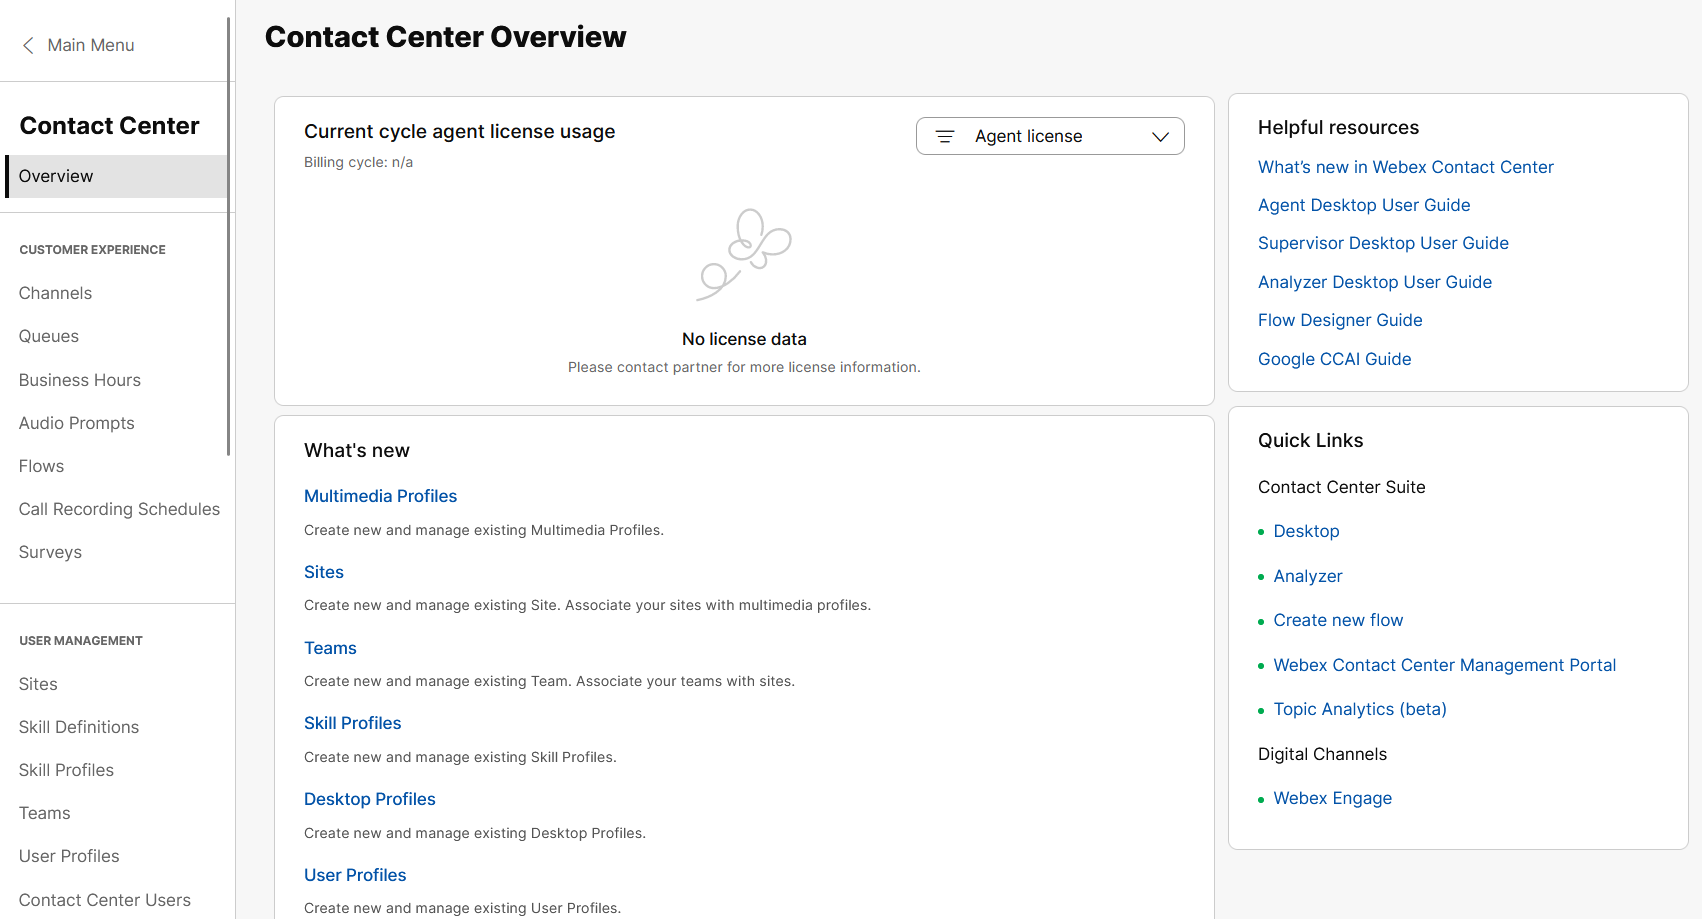 Main Menu
Contact Center
Overview
CUSTOMER EXPERIENCE
Channels
Queues
Business Hours
Audio Prompts
Flows
Call Recording Schedules
Surveys
USER MANAGEMENT
Sites
Skill Definitions
Skill Profiles
Teams
User Profiles
Contact Center Users
Contact Center Overview
Current cycle agent license usage
Billing cycle: n/a
Agent license
No license data
Please contact partner for more license information.
What's new
Multimedia Profiles
Create new and manage existing Multimedia Profiles.
Sites
Create new and manage existing Site. Associate your sites with multimedia profiles.
Teams
Create new and manage existing Team. Associate your teams with sites.
Skill Profiles
Create new and manage existing Skill Profiles.
Desktop Profiles
Create new and manage existing Desktop Profiles.
User Profiles
Create new and manage existing User Profiles.
Helpful resources
What’s new in Webex Contact Center
Agent Desktop User Guide
Supervisor Desktop User Guide
Analyzer Desktop User Guide
Flow Designer Guide
Google CCAI Guide
Quick Links
Contact Center Suite
Desktop
Analyzer
Create new flow
Webex Contact Center Management Portal
Topic Analytics (beta)
Digital Channels
Webex Engage